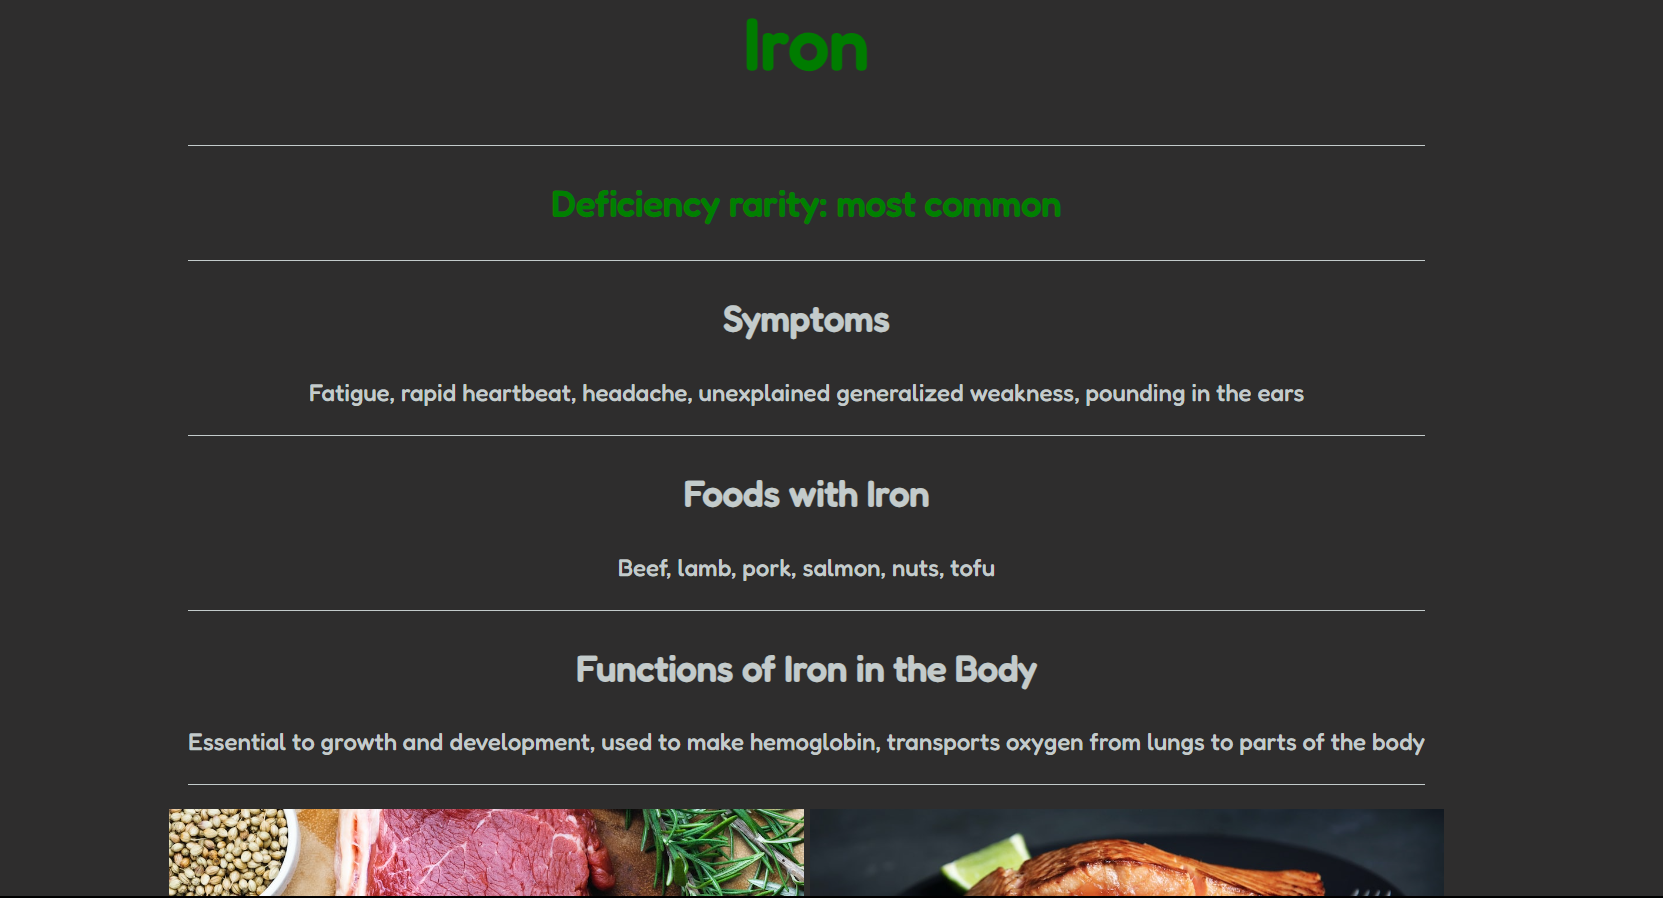 Iron
Deficiency rarity: most common
Symptoms
Fatigue, rapid heartbeat, headache, unexplained generalized weakness, pounding in the ears
Foods with Iron
Beef, lamb, pork, salmon, nuts, tofu
Functions of Iron in the Body
Essential to growth and development, used to make hemoglobin, transports oxygen from lungs to parts of the body